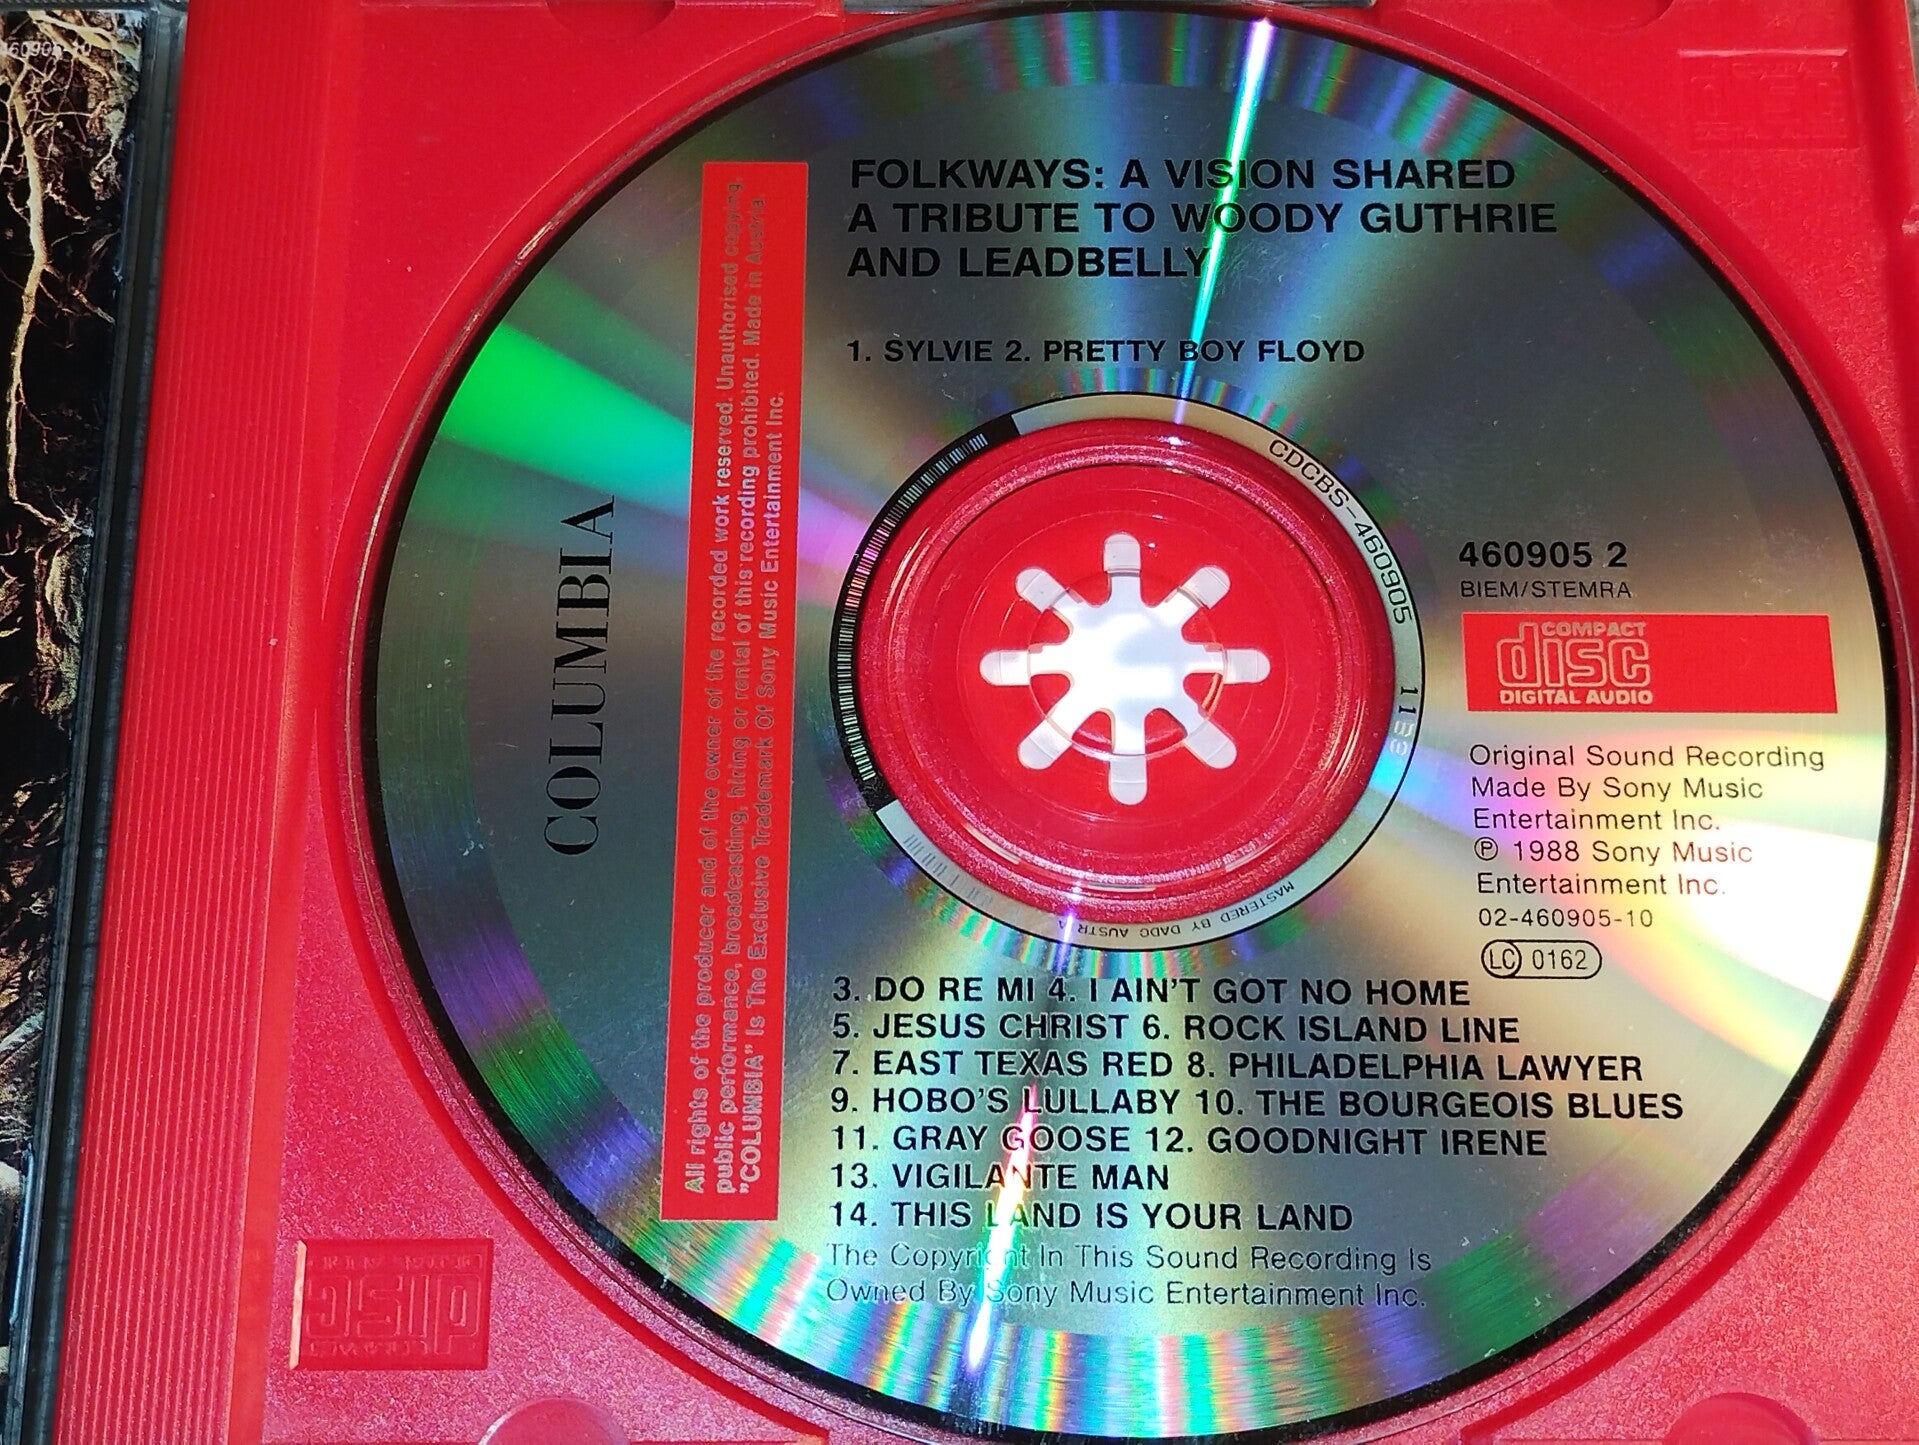 460905-10
FOLKWAYS: A VISION SHARED
A TRIBUTE TO WOODY GUTHRIE
AND LEADBELLY
1. SYLVIE 2. PRETTY BOY FLOYD
COLUMBIA
All rights of the producer and of the owner of the recorded work reserved. Unauthorised copying,
public performance, broadcasting, hiring or rental of this recording prohibited. Made in Austria.
"COLUMBIA" Is The Exclusive Trademark Of Sony Music Entertainment Inc.
CDCBS-460905
11
MASTERED BY DADC AUSTRIA
460905 2
BIEM/STEMRA
COMPACT
disc
DIGITAL AUDIO
Original Sound Recording
Made By Sony Music
Entertainment Inc.
℗ 1988 Sony Music
Entertainment Inc.
02-460905-10
LC 0162
3. DO RE MI 4. I AIN'T GOT NO HOME
5. JESUS CHRIST 6. ROCK ISLAND LINE
7. EAST TEXAS RED 8. PHILADELPHIA LAWYER
9. HOBO'S LULLABY 10. THE BOURGEOIS BLUES
11. GRAY GOOSE 12. GOODNIGHT IRENE
13. VIGILANTE MAN
14. THIS LAND IS YOUR LAND
The Copyright In This Sound Recording Is
Owned By Sony Music Entertainment Inc.
disc